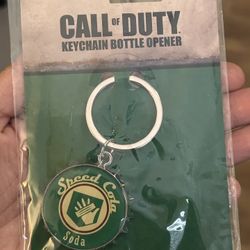 CALL OF DUTY
KEYCHAIN BOTTLE OPENER
Speed Cola
Soda